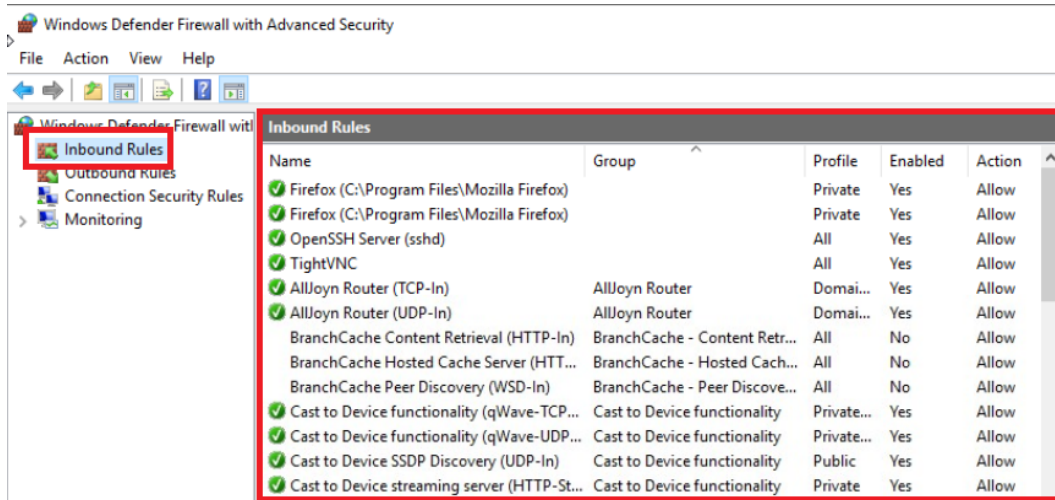 Windows Defender Firewall with Advanced Security
File Action View Help
Windows Defender Firewall with
Inbound Rules
Outbound Rules
Connection Security Rules
Monitoring
Inbound Rules
Name Group Profile Enabled Action
Firefox (C:\Program Files\Mozilla Firefox) Private Yes Allow
Firefox (C:\Program Files\Mozilla Firefox) Private Yes Allow
OpenSSH Server (sshd) All Yes Allow
TightVNC All Yes Allow
AllJoyn Router (TCP-In) AllJoyn Router Domai... Yes Allow
AllJoyn Router (UDP-In) AllJoyn Router Domai... Yes Allow
BranchCache Content Retrieval (HTTP-In) BranchCache - Content Retr... All No Allow
BranchCache Hosted Cache Server (HTT... BranchCache - Hosted Cach... All No Allow
BranchCache Peer Discovery (WSD-In) BranchCache - Peer Discove... All No Allow
Cast to Device functionality (qWave-TCP... Cast to Device functionality Private... Yes Allow
Cast to Device functionality (qWave-UDP... Cast to Device functionality Private... Yes Allow
Cast to Device SSDP Discovery (UDP-In) Cast to Device functionality Public Yes Allow
Cast to Device streaming server (HTTP-St... Cast to Device functionality Private Yes Allow